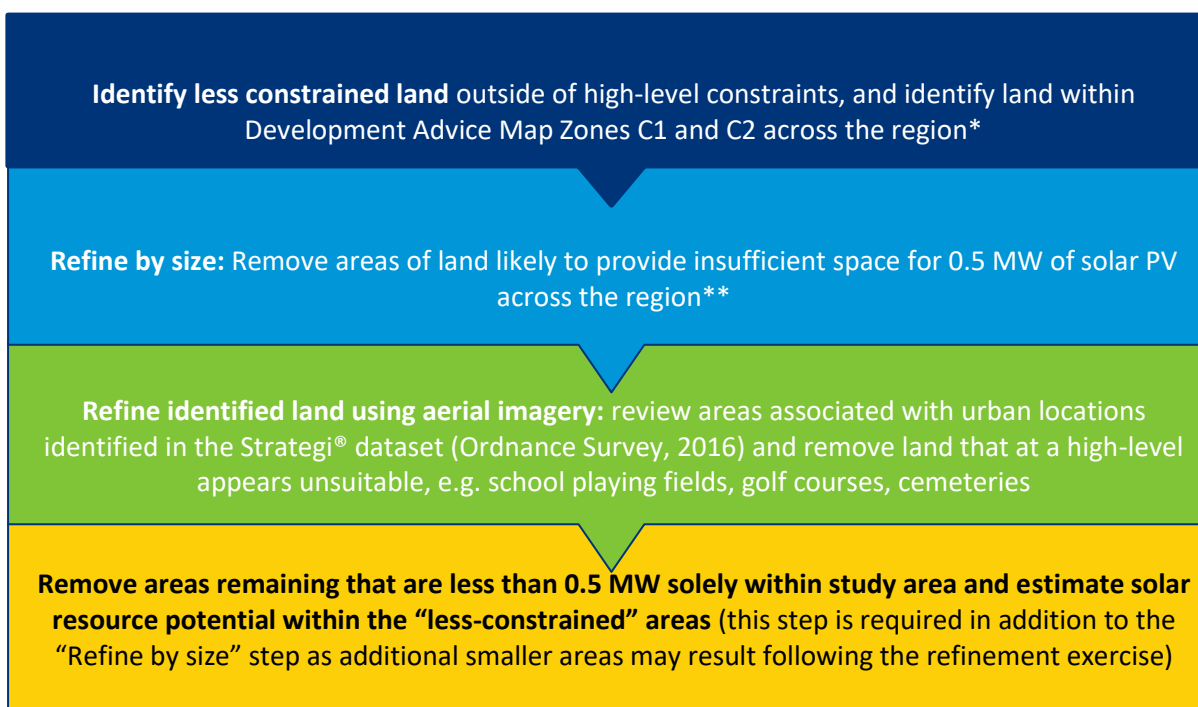 Identify less constrained land outside of high-level constraints, and identify land within
Development Advice Map Zones C1 and C2 across the region*
Refine by size: Remove areas of land likely to provide insufficient space for 0.5 MW of solar PV
across the region**
Refine identified land using aerial imagery: review areas associated with urban locations
identified in the Strategi® dataset (Ordnance Survey, 2016) and remove land that at a high-level
appears unsuitable, e.g. school playing fields, golf courses, cemeteries
Remove areas remaining that are less than 0.5 MW solely within study area and estimate solar
resource potential within the “less-constrained” areas (this step is required in addition to the
“Refine by size” step as additional smaller areas may result following the refinement exercise)